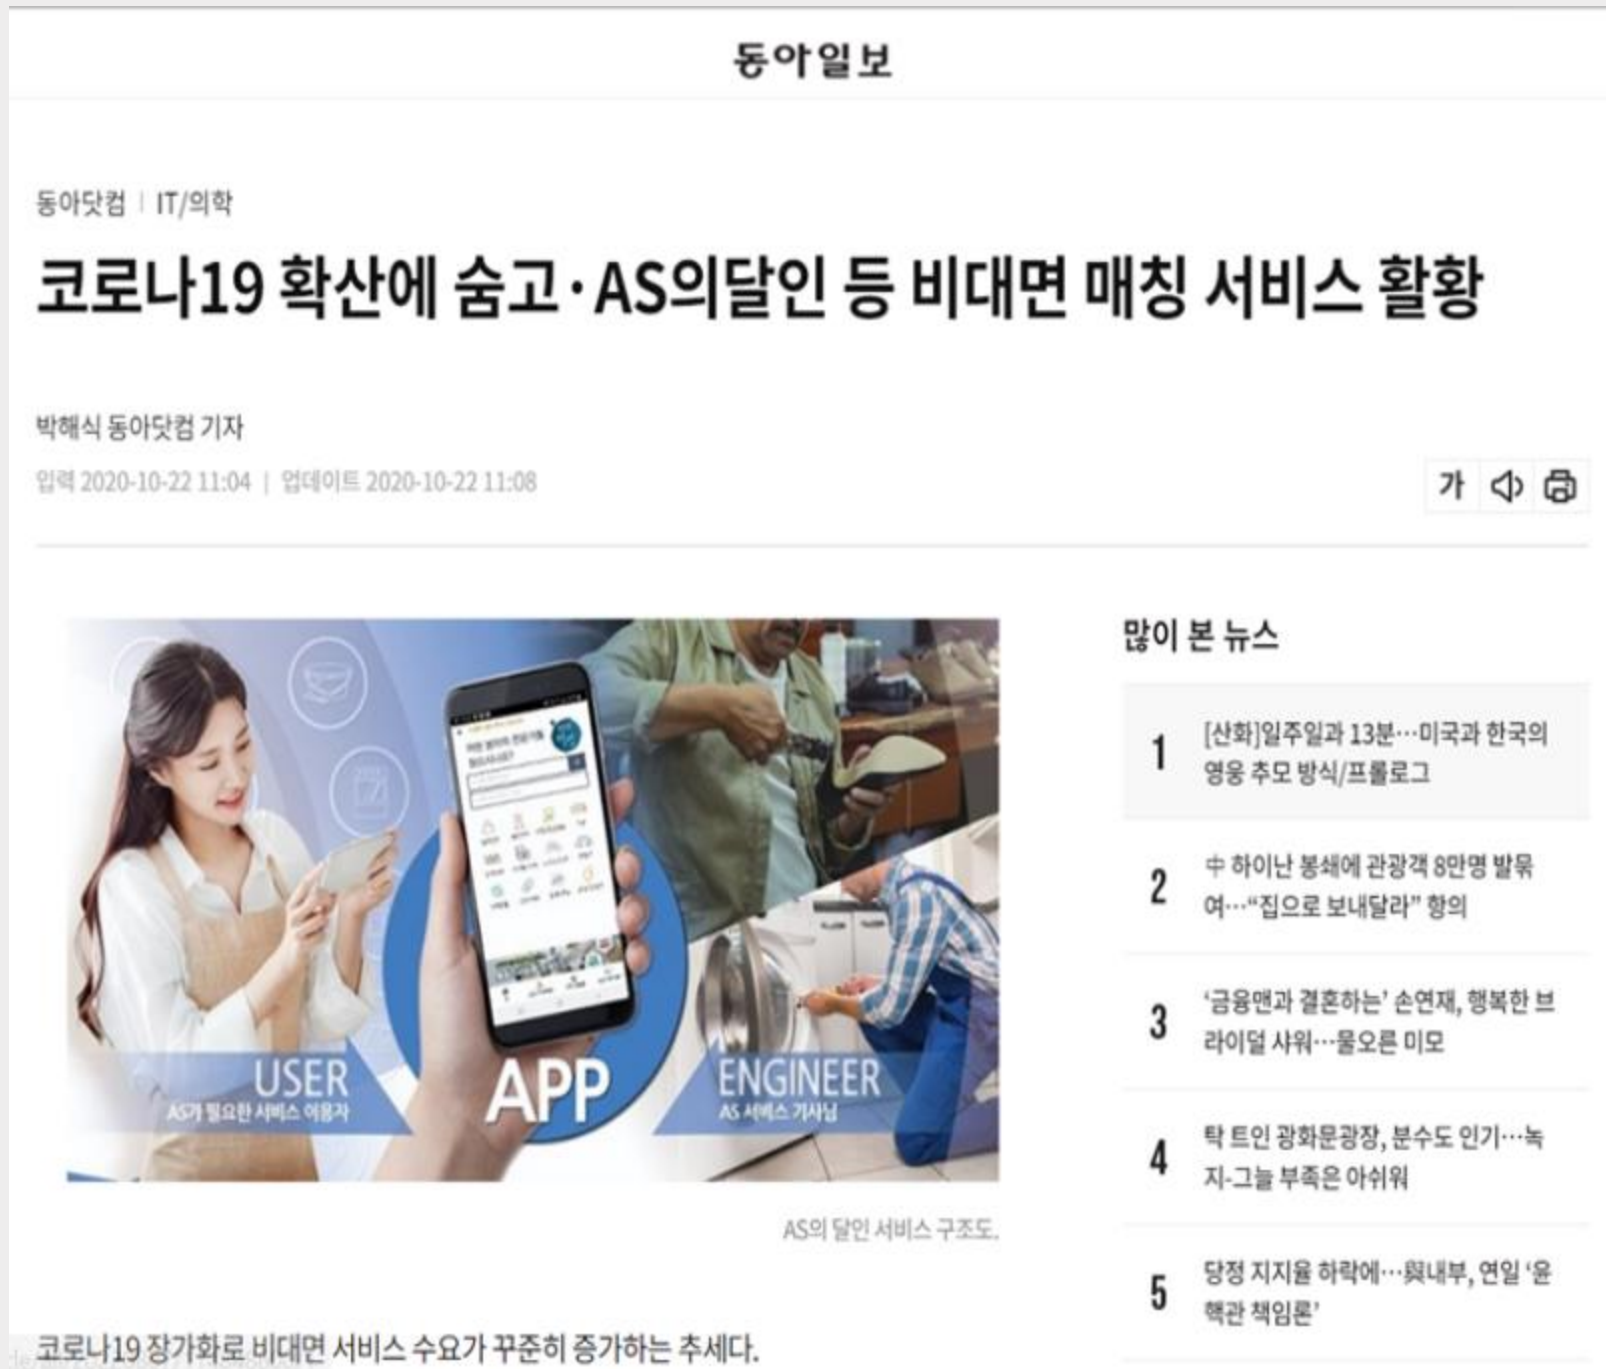 동아일보
동아닷컴 | IT/의학
코로나19 확산에 숨고·AS의달인 등 비대면 매칭 서비스 활황
박해식 동아닷컴 기자
입력 2020-10-22 11:04 | 업데이트 2020-10-22 11:08
가
USER
AS가 필요한 서비스 이용자
APP
ENGINEER
AS 서비스 기사님
AS의 달인 서비스 구조도.
코로나19 장가화로 비대면 서비스 수요가 꾸준히 증가하는 추세다.
많이 본 뉴스
1
[산화]일주일과 13분…미국과 한국의
영웅 추모 방식/프롤로그
2
中 하이난 봉쇄에 관광객 8만명 발묶
여…“집으로 보내달라” 항의
3
‘금융맨과 결혼하는’ 손연재, 행복한 브
라이덜 샤워…물오른 미모
4
탁 트인 광화문광장, 분수도 인기…녹
지-그늘 부족은 아쉬워
5
당정 지지율 하락에…與내부, 연일 ‘윤
핵관 책임론’